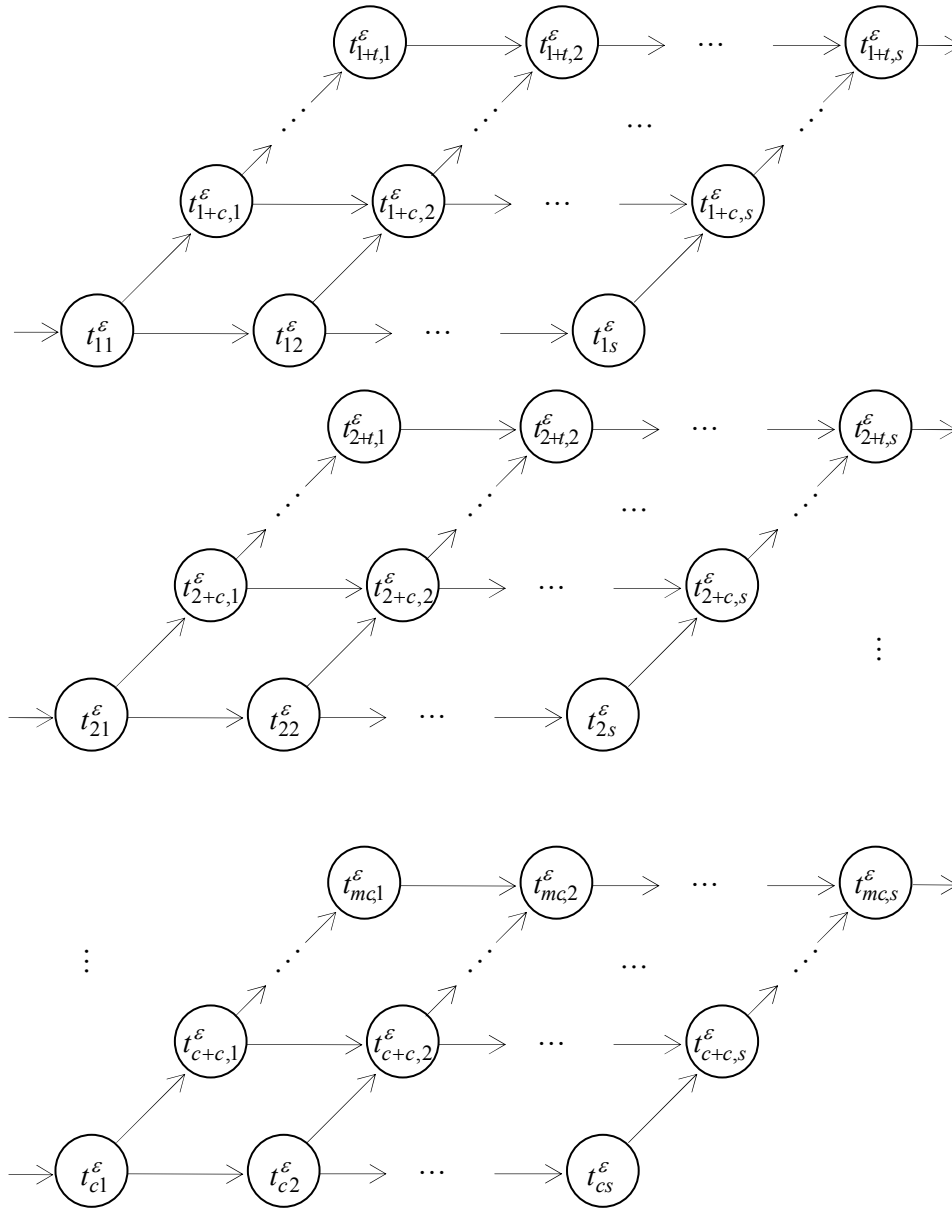 t^ε_{1+t,1} t^ε_{1+t,2} ... t^ε_{1+t,s}
... ... ... ...
t^ε_{1+c,1} t^ε_{1+c,2} ... t^ε_{1+c,s}
t^ε_{11} t^ε_{12} ... t^ε_{1s}
t^ε_{2+t,1} t^ε_{2+t,2} ... t^ε_{2+t,s}
... ... ... ...
t^ε_{2+c,1} t^ε_{2+c,2} ... t^ε_{2+c,s}
⋮
t^ε_{21} t^ε_{22} ... t^ε_{2s}
t^ε_{mc,1} t^ε_{mc,2} ... t^ε_{mc,s}
⋮ ... ... ... ...
t^ε_{c+c,1} t^ε_{c+c,2} ... t^ε_{c+c,s}
t^ε_{c1} t^ε_{c2} ... t^ε_{cs}